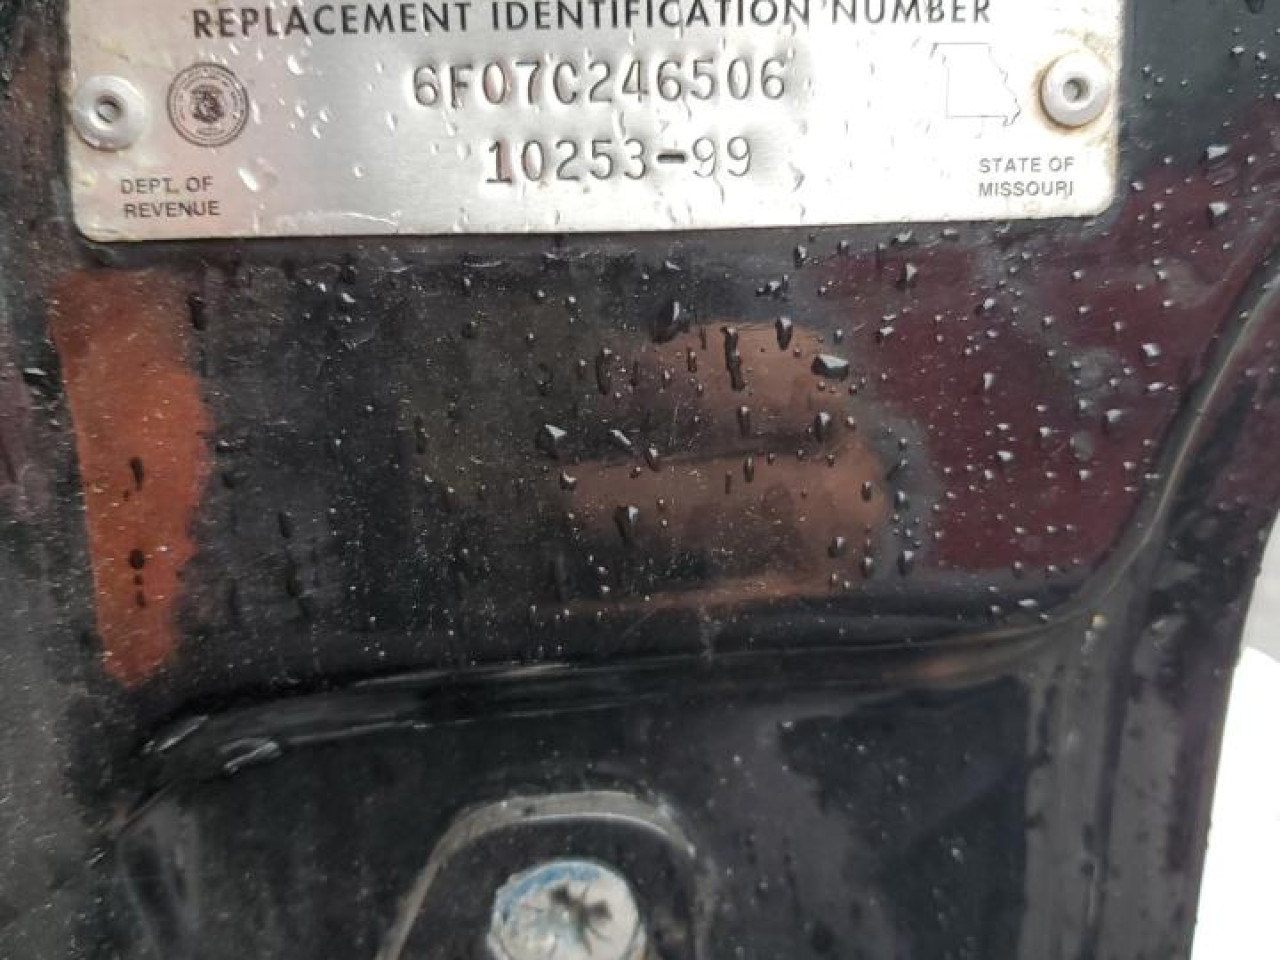 REPLACEMENT IDENTIFICATION NUMBER
6F07C246506
10253-99
DEPT. OF
REVENUE
STATE OF
MISSOURI